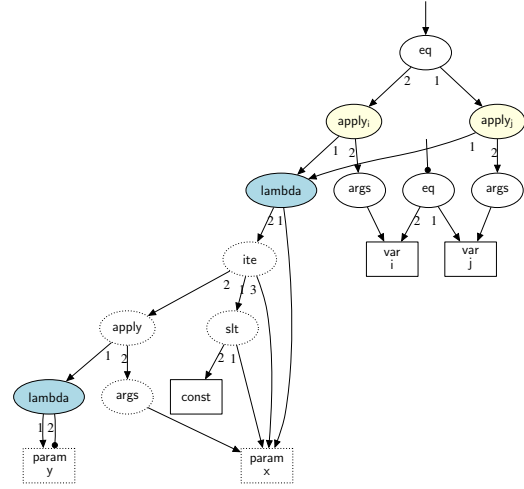 eq
2 1
apply_i apply_j
1 2 1 2
lambda args eq args
2 1 2 1
var
i
var
j
ite
2 1 3
apply slt
1 2 2 1
lambda args const
1 2
param
y
param
x